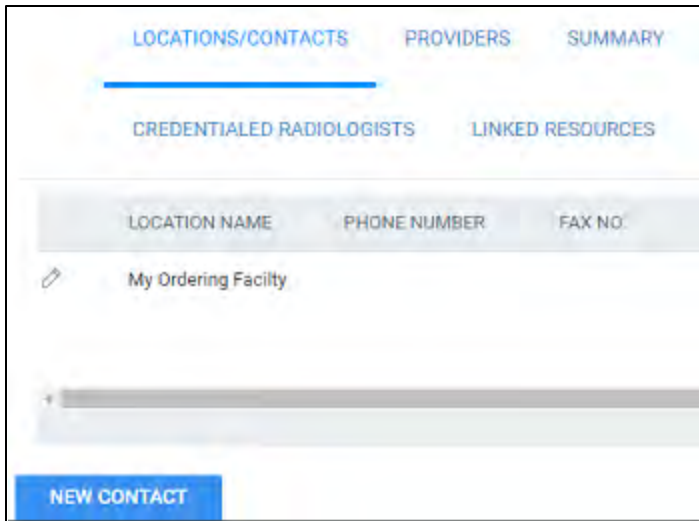 LOCATIONS/CONTACTS PROVIDERS SUMMARY
CREDENTIALED RADIOLOGISTS LINKED RESOURCES
LOCATION NAME PHONE NUMBER FAX NO.
My Ordering Facilty
NEW CONTACT